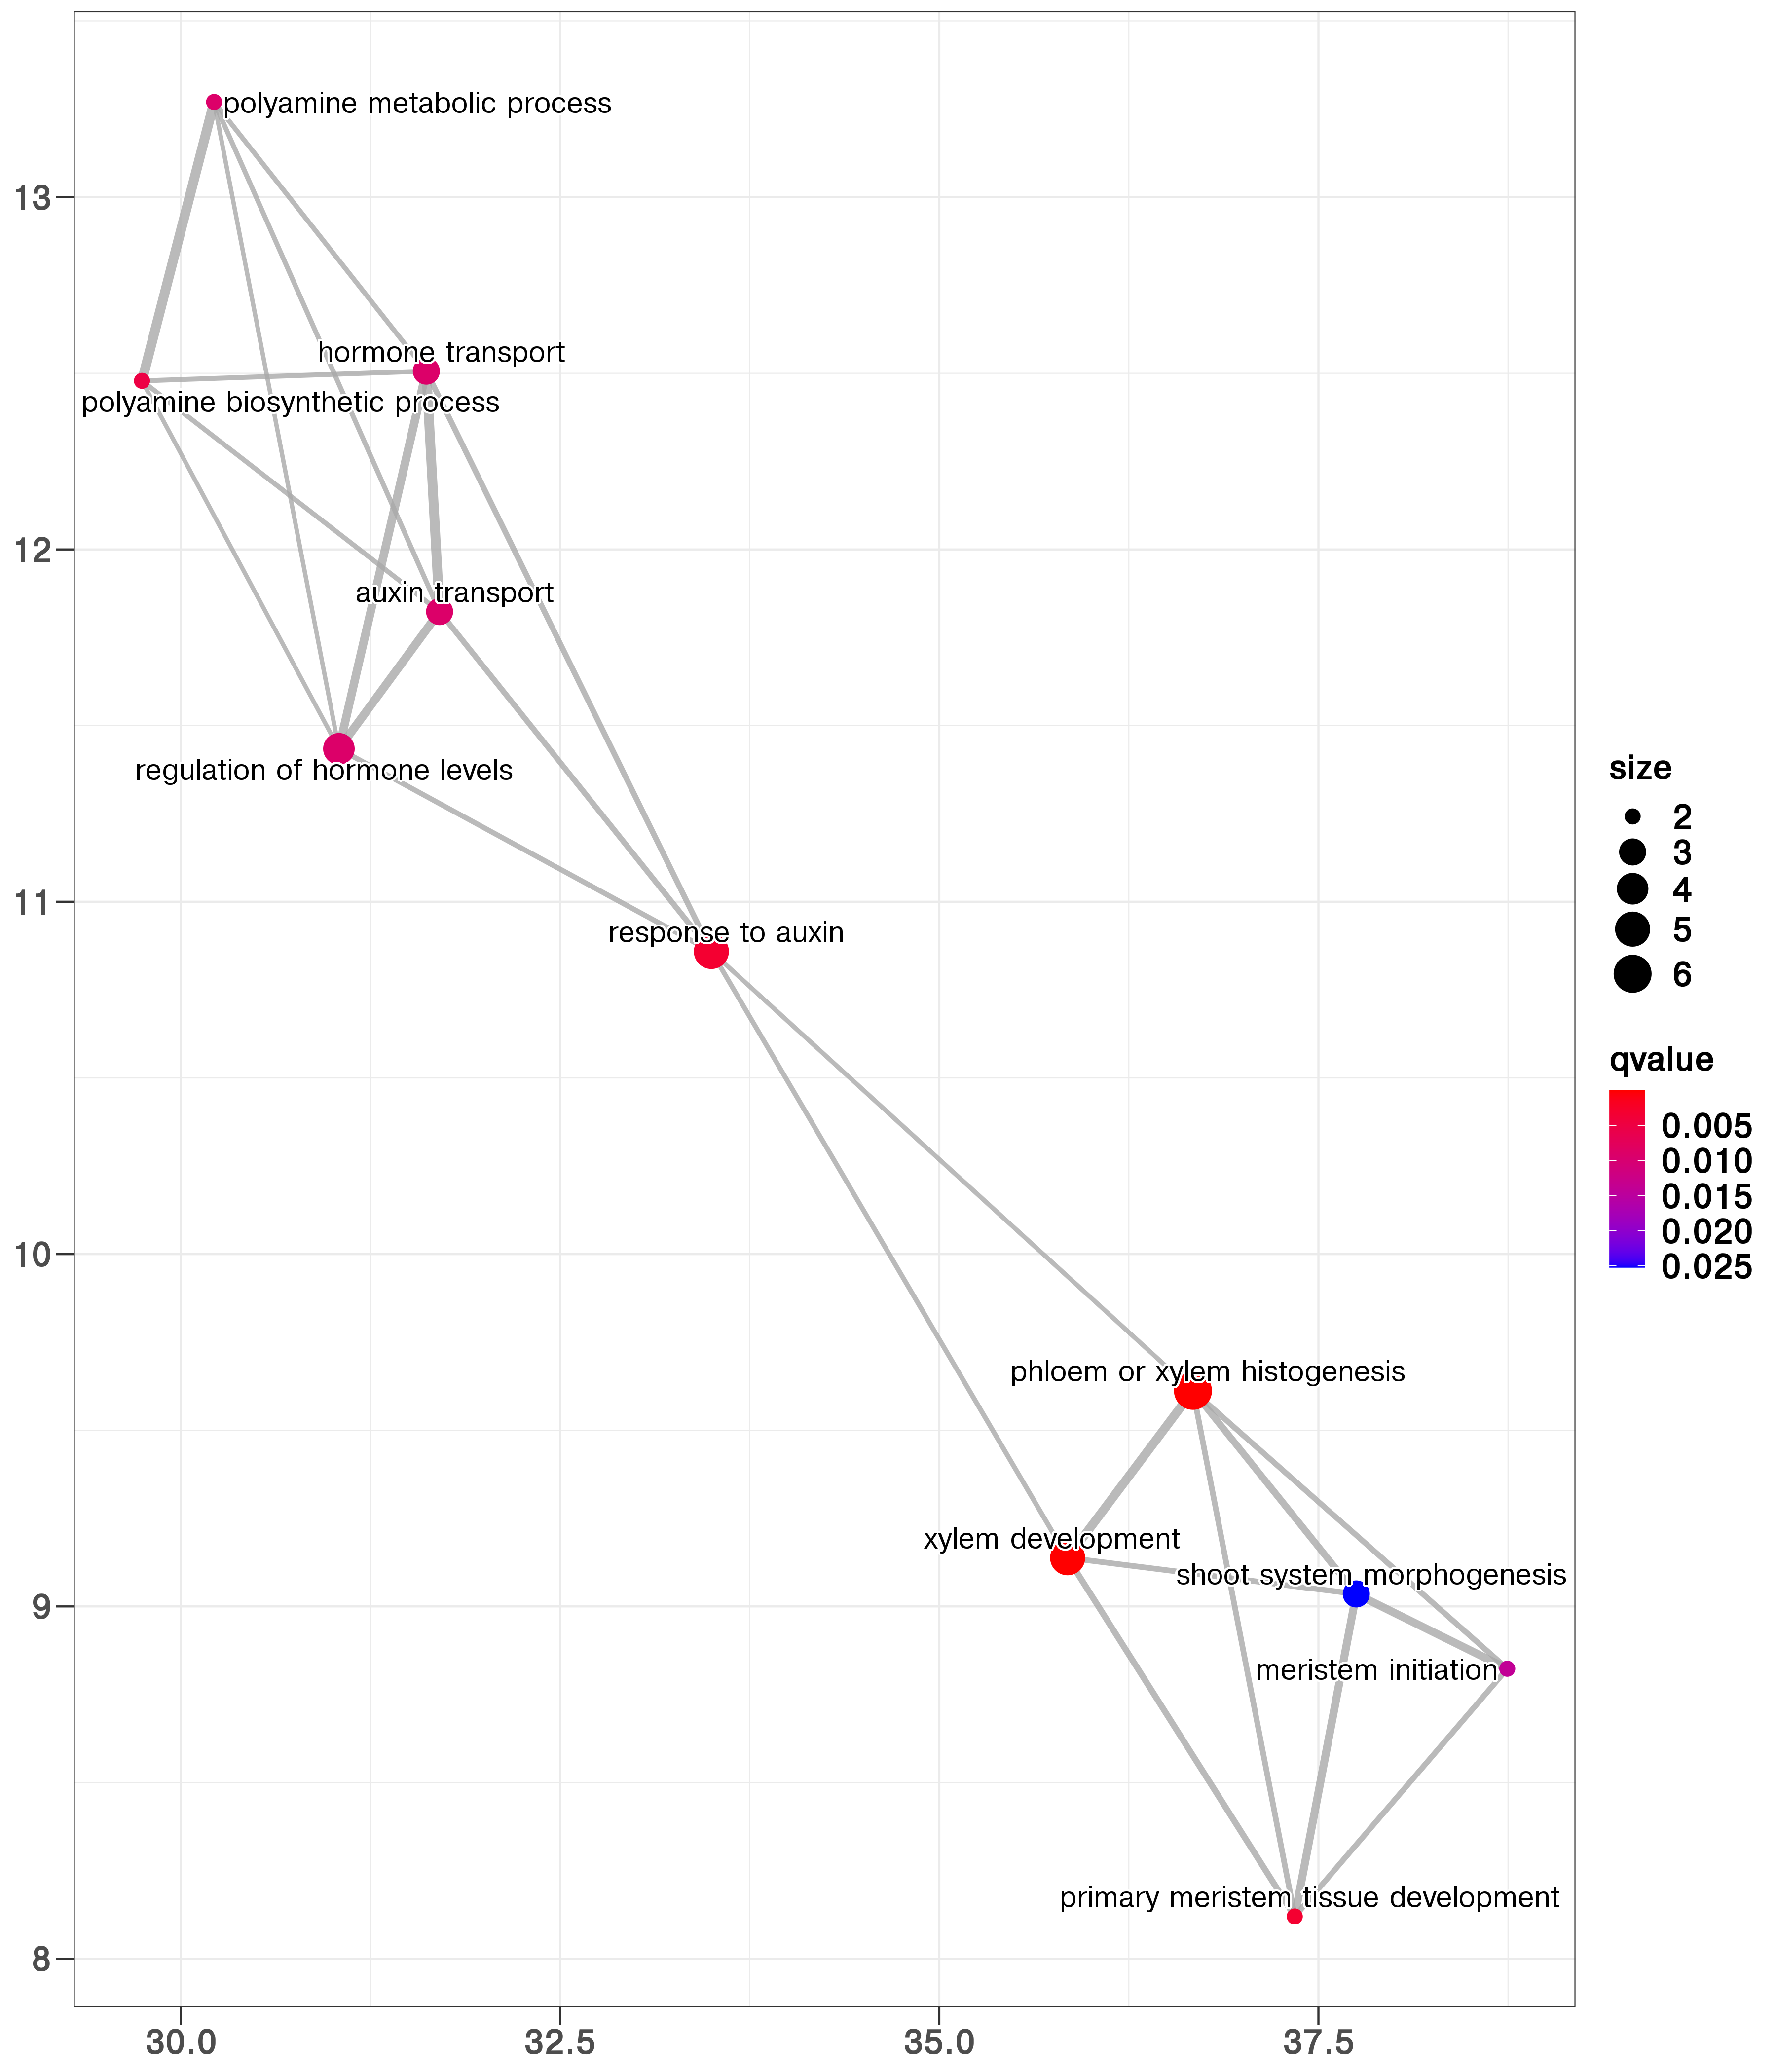 polyamine metabolic process
13
hormone transport
polyamine biosynthetic process
12
auxin transport
regulation of hormone levels
11
response to auxin
10
phloem or xylem histogenesis
xylem development
shoot system morphogenesis
9
meristem initiation
primary meristem tissue development
8
30.0 32.5 35.0 37.5
size
2
3
4
5
6
qvalue
0.005
0.010
0.015
0.020
0.025